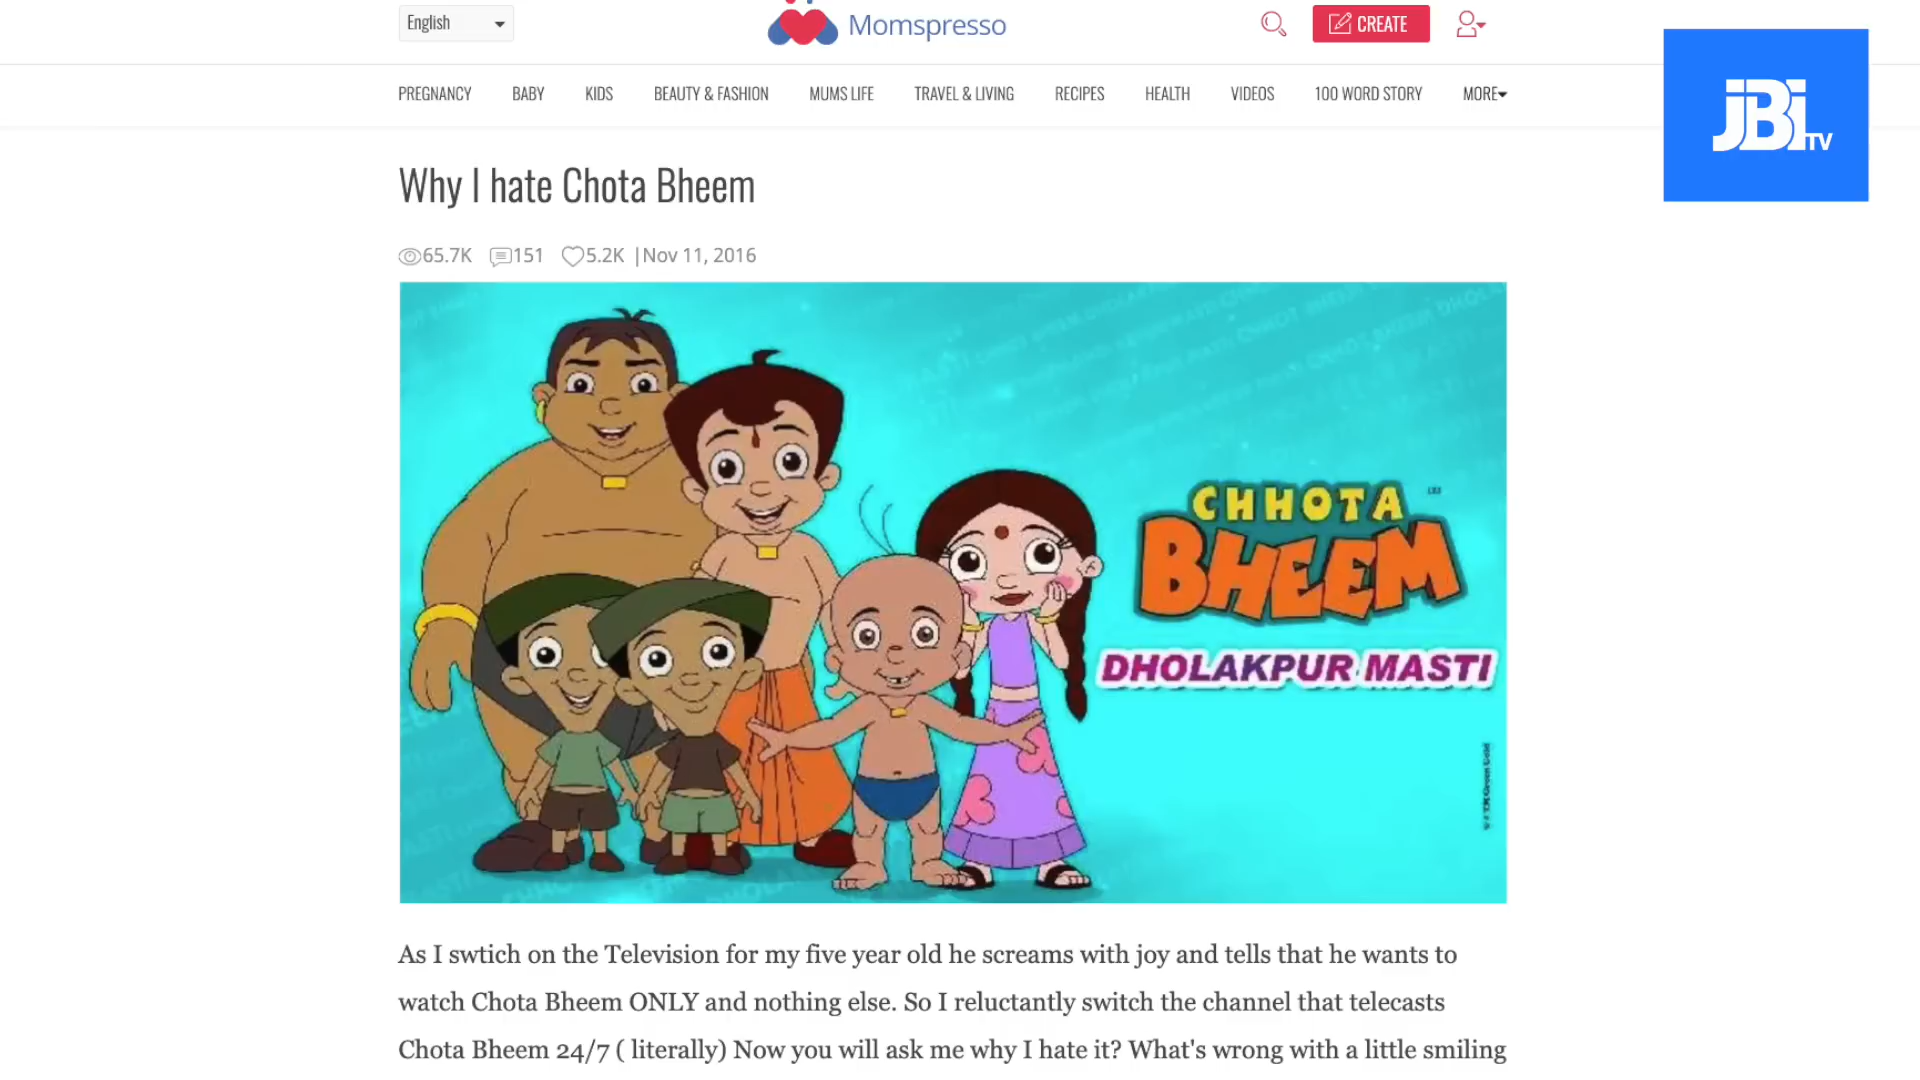 English
Momspresso
CREATE
JBi TV
PREGNANCY BABY KIDS BEAUTY & FASHION MUMS LIFE TRAVEL & LIVING RECIPES HEALTH VIDEOS 100 WORD STORY MORE
Why I hate Chota Bheem
65.7K 151 5.2K | Nov 11, 2016
CHHOTA
BHEEM
DHOLAKPUR MASTI
As I swtich on the Television for my five year old he screams with joy and tells that he wants to
watch Chota Bheem ONLY and nothing else. So I reluctantly switch the channel that telecasts
Chota Bheem 24/7 ( literally) Now you will ask me why I hate it? What's wrong with a little smiling